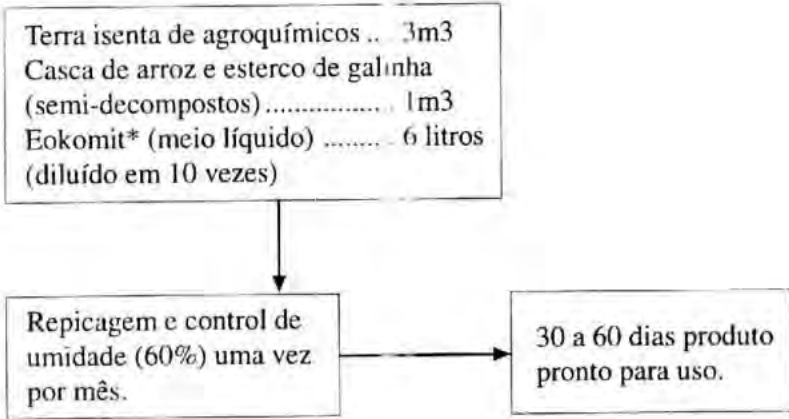 Terra isenta de agroquímicos .. 3m3
Casca de arroz e esterco de galinha
(semi-decompostos) ................ 1m3
Eokomit* (meio líquido) ........ 6 litros
(diluído em 10 vezes)
Repicagem e control de
umidade (60%) uma vez
por mês.
30 a 60 dias produto
pronto para uso.